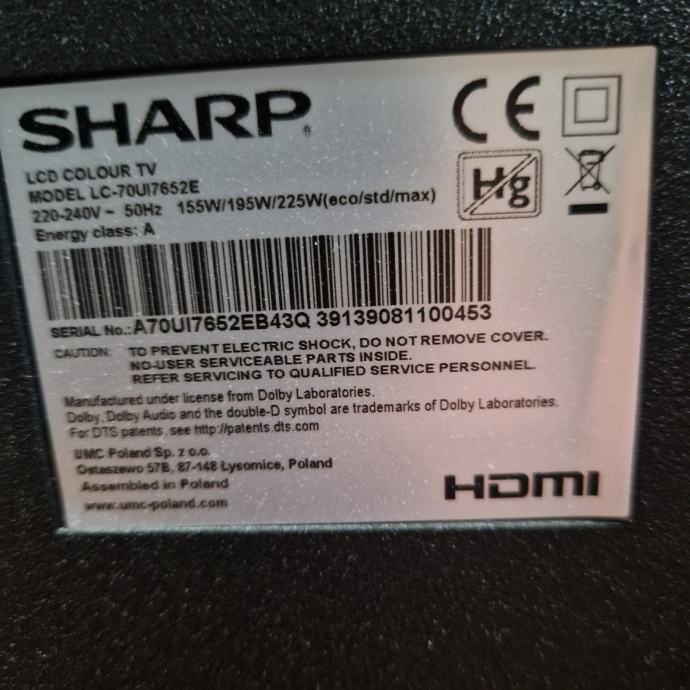 SHARP®
CE
LCD COLOUR TV
MODEL LC-70UI7652E
Hg
220-240V ~ 50Hz 155W/195W/225W(eco/std/max)
Energy class: A
SERIAL No.: A70UI7652EB43Q 39139081100453
CAUTION: TO PREVENT ELECTRIC SHOCK, DO NOT REMOVE COVER.
NO-USER SERVICEABLE PARTS INSIDE.
REFER SERVICING TO QUALIFIED SERVICE PERSONNEL.
Manufactured under license from Dolby Laboratories.
Dolby, Dolby Audio and the double-D symbol are trademarks of Dolby Laboratories.
For DTS patents, see http://patents.dts.com
UMC Poland Sp. z o.o.
Ostaszewo 57B, 87-148 Łysomice, Poland
Assembled in Poland
www.umc-poland.com
HDMI